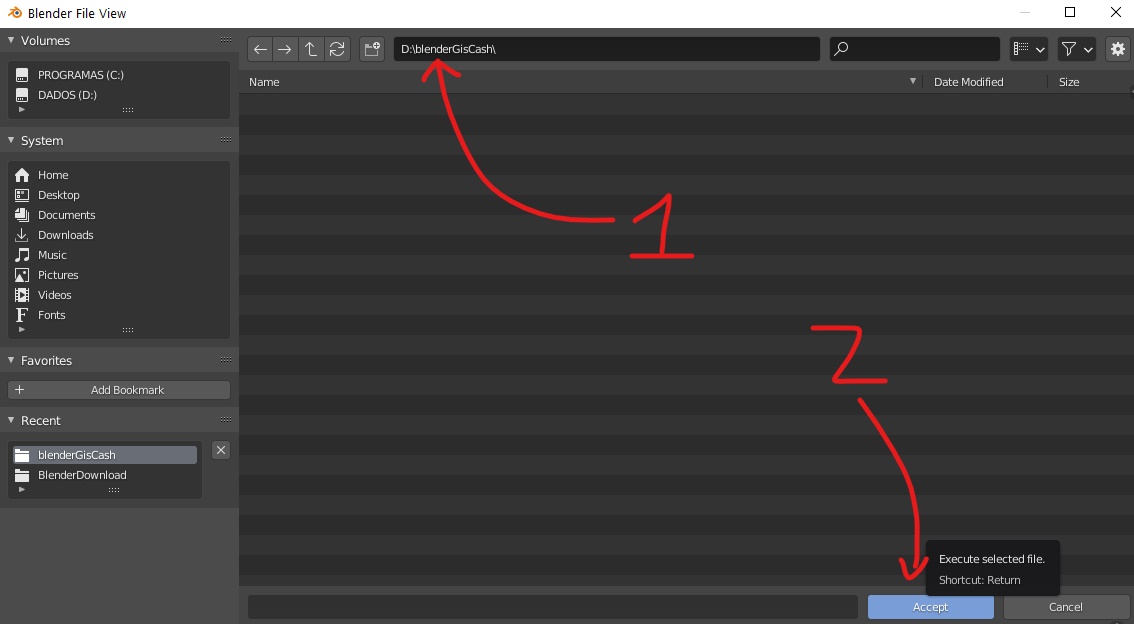 Blender File View
Volumes
PROGRAMAS (C:)
DADOS (D:)
System
Home
Desktop
Documents
Downloads
Music
Pictures
Videos
Fonts
Favorites
Add Bookmark
Recent
blenderGisCash
BlenderDownload
D:\blenderGisCash\
Name
Date Modified
Size
1
2
Execute selected file.
Shortcut: Return
Accept
Cancel